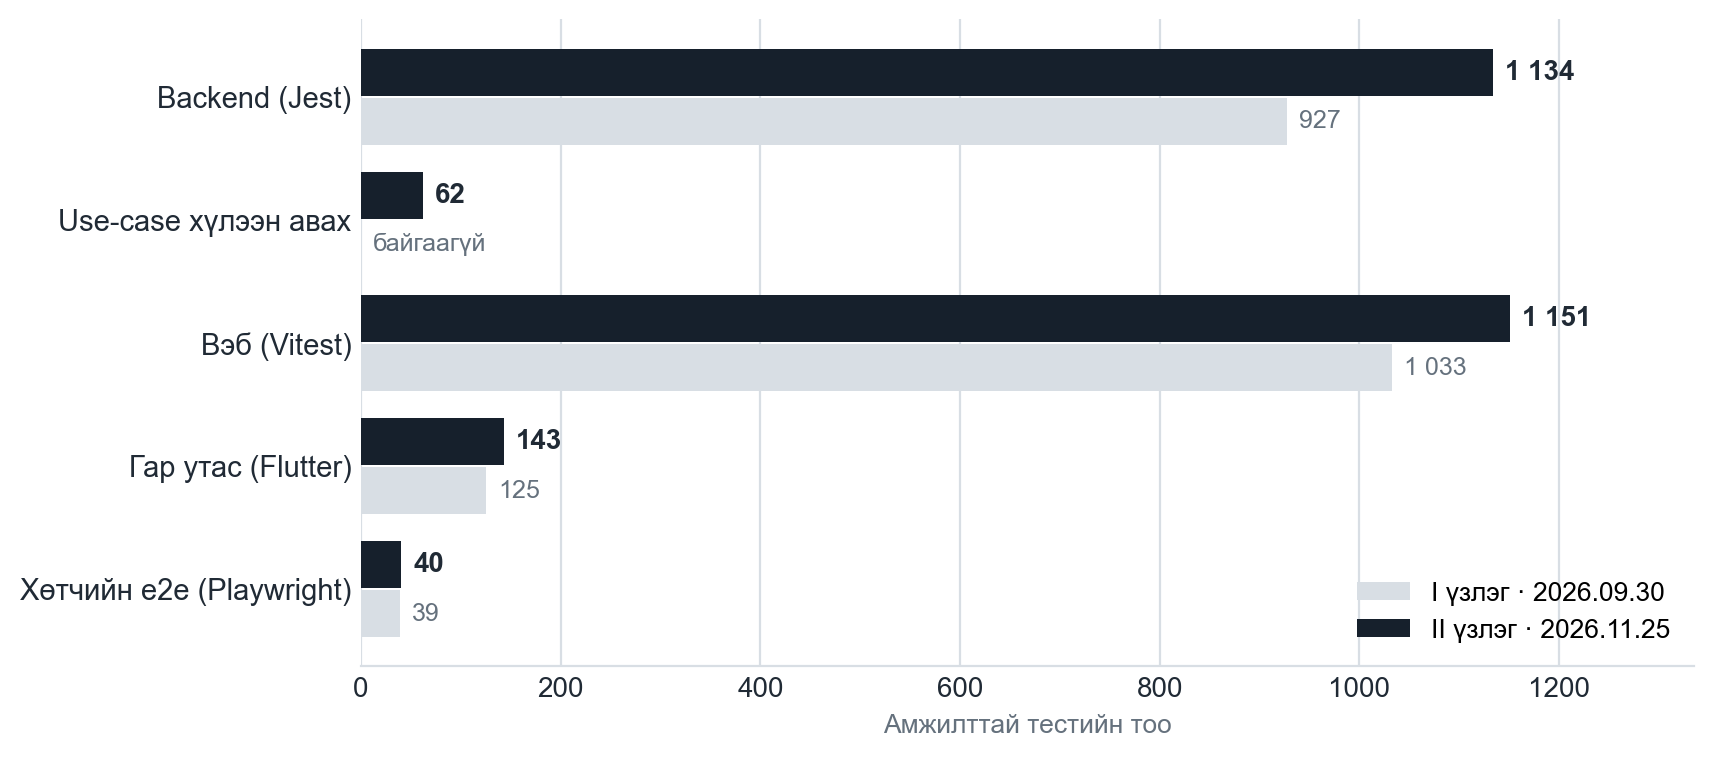 Backend (Jest)
1 134
927
Use-case хүлээн авах
62
байгаагүй
Вэб (Vitest)
1 151
1 033
Гар утас (Flutter)
143
125
Хөтчийн e2e (Playwright)
40
39
I үзлэг · 2026.09.30
II үзлэг · 2026.11.25
0 200 400 600 800 1000 1200
Амжилттай тестийн тоо